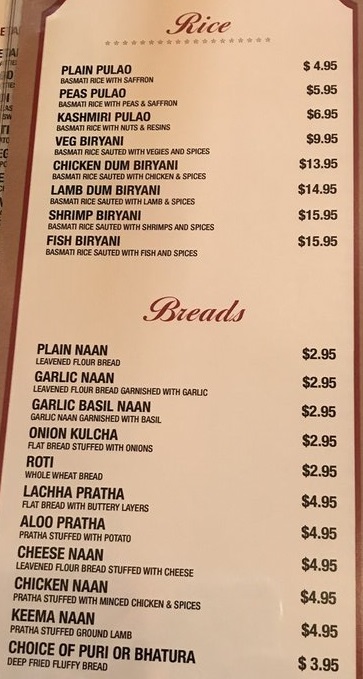 Rice
PLAIN PULAO $ 4.95
BASMATI RICE WITH SAFFRON
PEAS PULAO $5.95
BASMATI RICE WITH PEAS & SAFFRON
KASHMIRI PULAO $6.95
BASMATI RICE WITH NUTS & RESINS
VEG BIRYANI $9.95
BASMATI RICE SAUTED WITH VEGIES AND SPICES
CHICKEN DUM BIRYANI $13.95
BASMATI RICE SAUTED WITH CHICKEN & SPICES
LAMB DUM BIRYANI $14.95
BASMATI RICE SAUTED WITH LAMB & SPICES
SHRIMP BIRYANI $15.95
BASMATI RICE SAUTED WITH SHRIMPS AND SPICES
FISH BIRYANI $15.95
BASMATI RICE SAUTED WITH FISH AND SPICES
Breads
PLAIN NAAN $2.95
LEAVENED FLOUR BREAD
GARLIC NAAN $2.95
LEAVENED FLOUR BREAD GARNISHED WITH GARLIC
GARLIC BASIL NAAN $2.95
GARLIC NAAN GARNISHED WITH BASIL
ONION KULCHA $2.95
FLAT BREAD STUFFED WITH ONIONS
ROTI $2.95
WHOLE WHEAT BREAD
LACHHA PRATHA $4.95
FLAT BREAD WITH BUTTERY LAYERS
ALOO PRATHA $4.95
PRATHA STUFFED WITH POTATO
CHEESE NAAN $4.95
LEAVENED FLOUR BREAD STUFFED WITH CHEESE
CHICKEN NAAN $4.95
PRATHA STUFFED WITH MINCED CHICKEN & SPICES
KEEMA NAAN $4.95
PRATHA STUFFED GROUND LAMB
CHOICE OF PURI OR BHATURA $ 3.95
DEEP FRIED FLUFFY BREAD